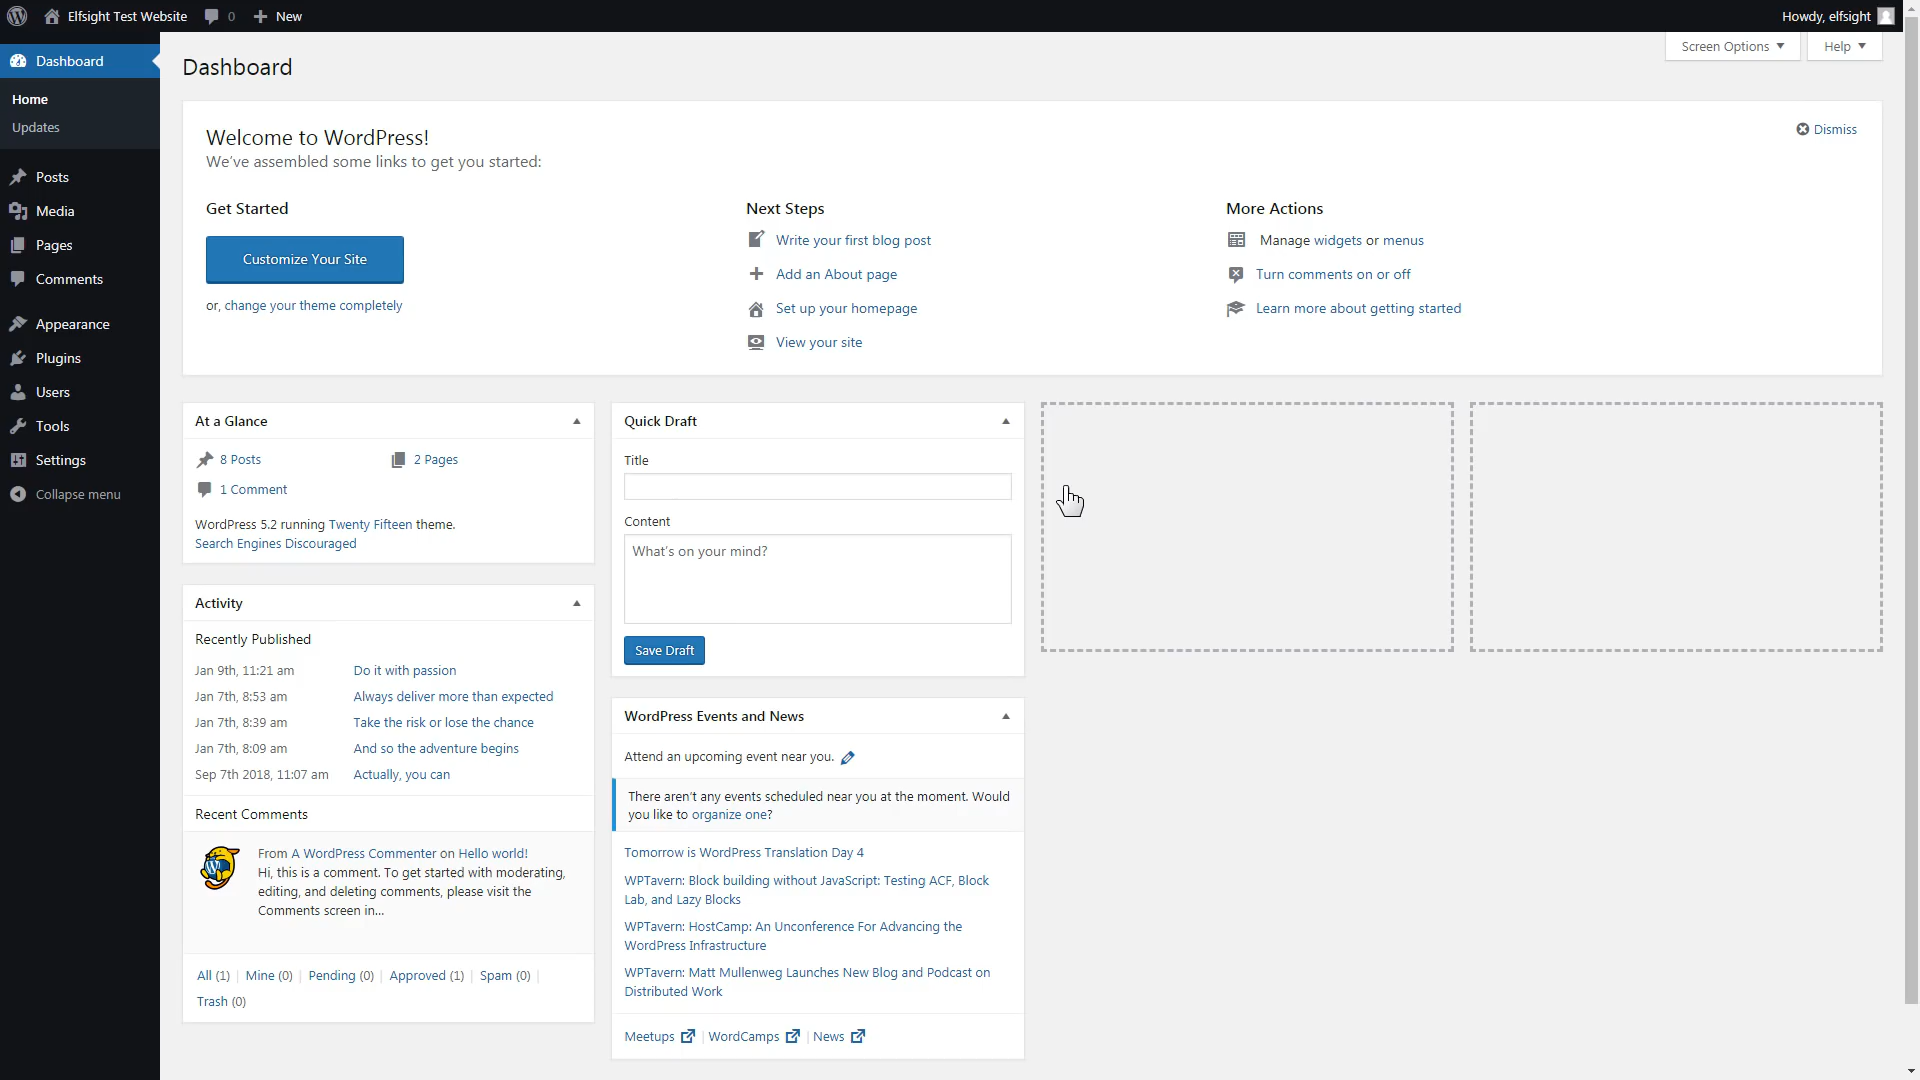 Elfsight Test Website 0 New Howdy, elfsight
Dashboard
Home
Updates
Posts
Media
Pages
Comments
Appearance
Plugins
Users
Tools
Settings
Collapse menu
Screen Options Help
Dashboard
Welcome to WordPress!
We've assembled some links to get you started:
Dismiss
Get Started
Customize Your Site
or, change your theme completely
Next Steps
Write your first blog post
Add an About page
Set up your homepage
View your site
More Actions
Manage widgets or menus
Turn comments on or off
Learn more about getting started
At a Glance
8 Posts 2 Pages
1 Comment
WordPress 5.2 running Twenty Fifteen theme.
Search Engines Discouraged
Activity
Recently Published
Jan 9th, 11:21 am Do it with passion
Jan 7th, 8:53 am Always deliver more than expected
Jan 7th, 8:39 am Take the risk or lose the chance
Jan 7th, 8:09 am And so the adventure begins
Sep 7th 2018, 11:07 am Actually, you can
Recent Comments
From A WordPress Commenter on Hello world!
Hi, this is a comment. To get started with moderating,
editing, and deleting comments, please visit the
Comments screen in...
All (1) | Mine (0) | Pending (0) | Approved (1) | Spam (0) |
Trash (0)
Quick Draft
Title
Content
What's on your mind?
Save Draft
WordPress Events and News
Attend an upcoming event near you.
There aren't any events scheduled near you at the moment. Would
you like to organize one?
Tomorrow is WordPress Translation Day 4
WPTavern: Block building without JavaScript: Testing ACF, Block
Lab, and Lazy Blocks
WPTavern: HostCamp: An Unconference For Advancing the
WordPress Infrastructure
WPTavern: Matt Mullenweg Launches New Blog and Podcast on
Distributed Work
Meetups | WordCamps | News